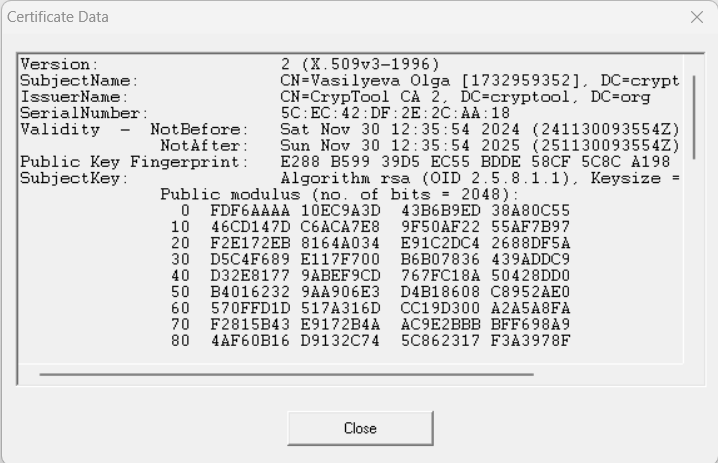 Certificate Data
Version: 2 (X.509v3-1996)
SubjectName: CN=Vasilyeva Olga [1732959352], DC=crypt
IssuerName: CN=CrypTool CA 2, DC=cryptool, DC=org
SerialNumber: 5C:EC:42:DF:2E:2C:AA:18
Validity - NotBefore: Sat Nov 30 12:35:54 2024 (241130093554Z)
NotAfter: Sun Nov 30 12:35:54 2025 (251130093554Z)
Public Key Fingerprint: E288 B599 39D5 EC55 BDDE 58CF 5C8C A198
SubjectKey: Algorithm rsa (OID 2.5.8.1.1), Keysize =
Public modulus (no. of bits = 2048):
0 FDF6AAAA 10EC9A3D 43B6B9ED 38A80C55
10 46CD147D C6ACA7E8 9F50AF22 55AF7B97
20 F2E172EB 8164A034 E91C2DC4 2688DF5A
30 D5C4F689 E117F700 B6B07836 439ADDC9
40 D32E8177 9ABEF9CD 767FC18A 50428DD0
50 B4016232 9AA906E3 D4B18608 C8952AE0
60 570FFD1D 517A316D CC19D300 A2A5A8FA
70 F2815B43 E9172B4A AC9E2BBB BFF698A9
80 4AF60B16 D9132C74 5C862317 F3A3978F
Close